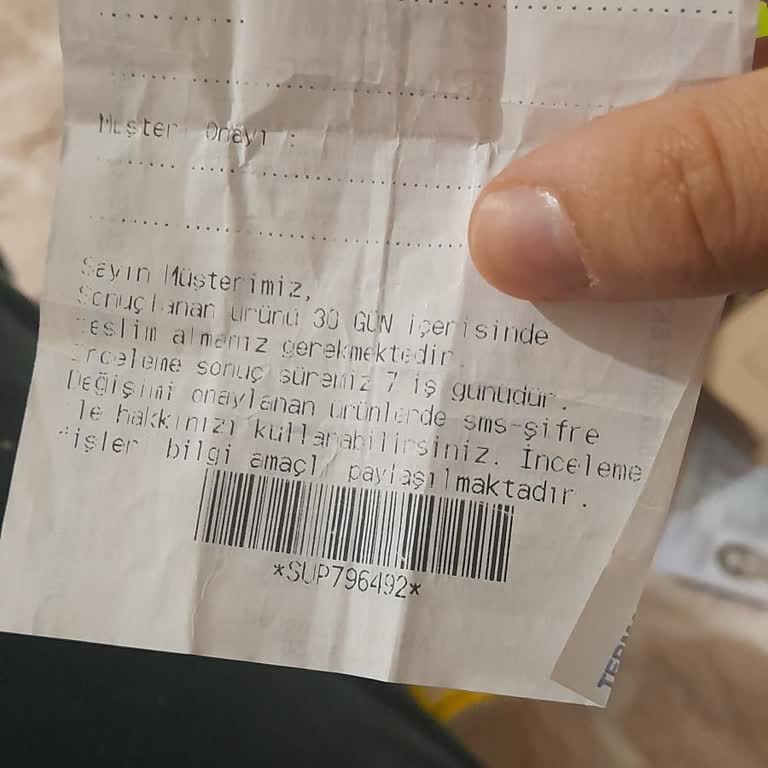 Müşteri Onayı :
Sayın Müşterimiz,
Sonuçlanan ürünü 30 GÜN içerisinde
teslim almanız gerekmektedir.
İnceleme sonuç süremiz 7 iş günüdür.
Değişimi onaylanan ürünlerde sms-şifre
ile hakkınızı kullanabilirsiniz. İnceleme
fişleri bilgi amaçlı paylaşılmaktadır.
*SUP796492*